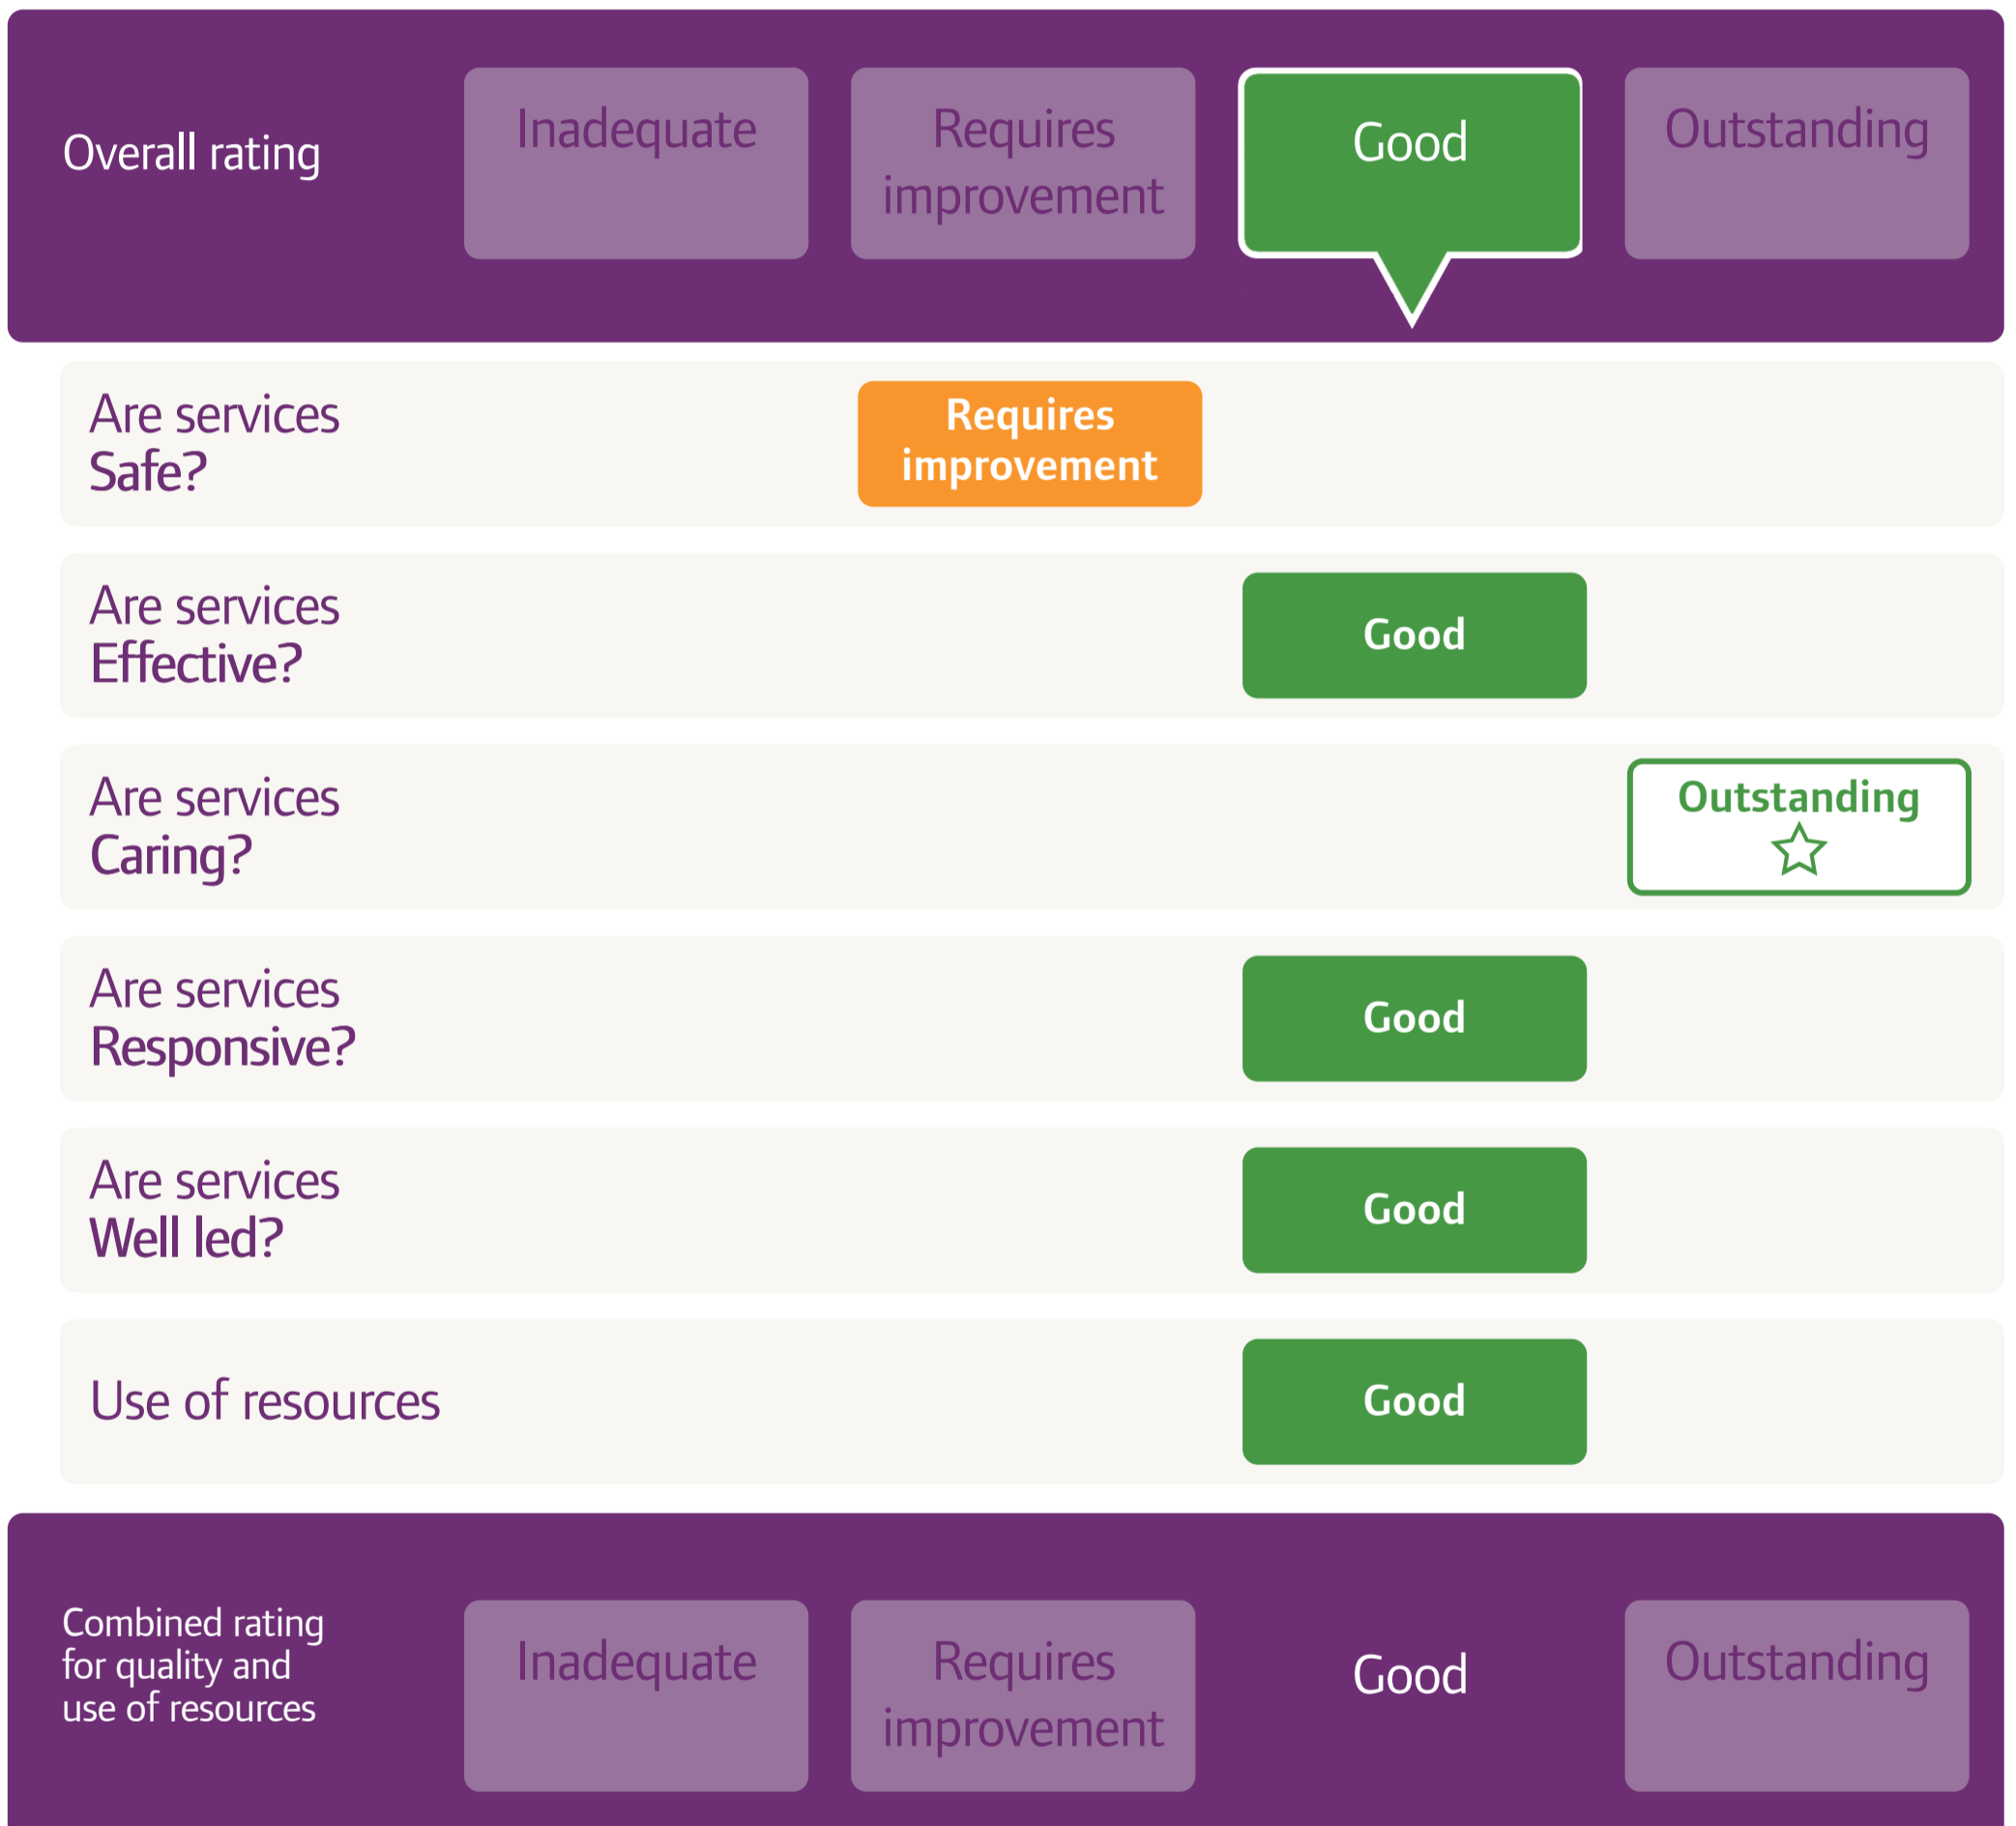 Overall rating
Inadequate
Requires
improvement
Good
Outstanding
Are services
Safe?
Requires
improvement
Are services
Effective?
Good
Are services
Caring?
Outstanding
Are services
Responsive?
Good
Are services
Well led?
Good
Use of resources
Good
Combined rating
for quality and
use of resources
Inadequate
Requires
improvement
Good
Outstanding